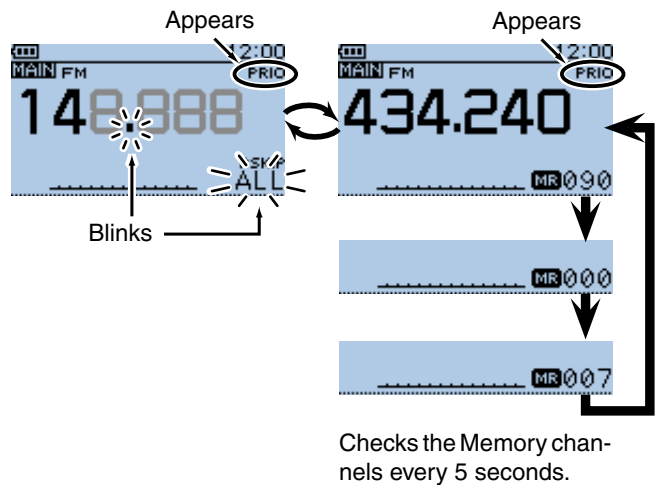 Appears
Appears
12:00
MAIN FM
PRIO
148.888
SKIP
ALL
Blinks
12:00
MAIN FM
PRIO
434.240
MR 090
MR 000
MR 007
Checks the Memory chan-
nels every 5 seconds.